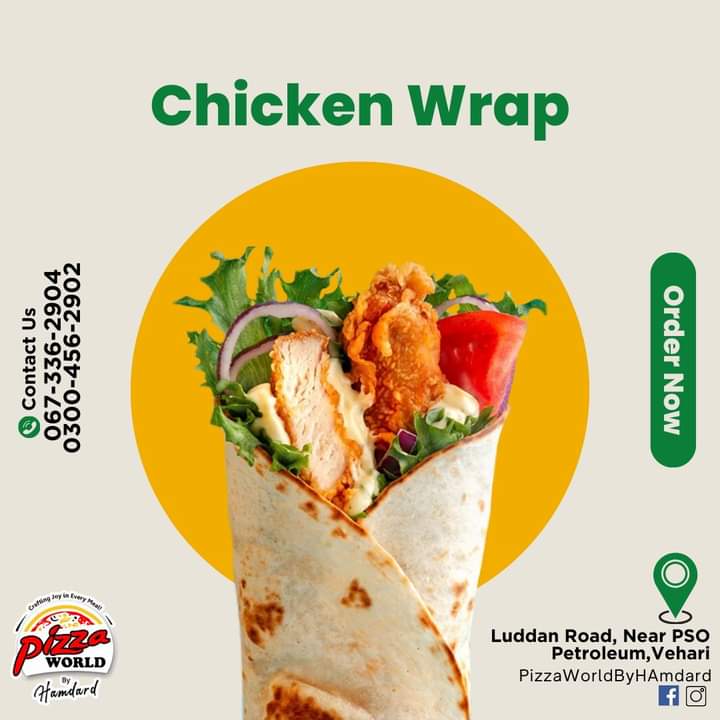 Chicken Wrap
Contact Us
067-336-2904
0300-456-2902
Order Now
Crafting Joy in Every Meal!
Pizza
WORLD
By
Hamdard
Luddan Road, Near PSO
Petroleum,Vehari
PizzaWorldByHAmdard